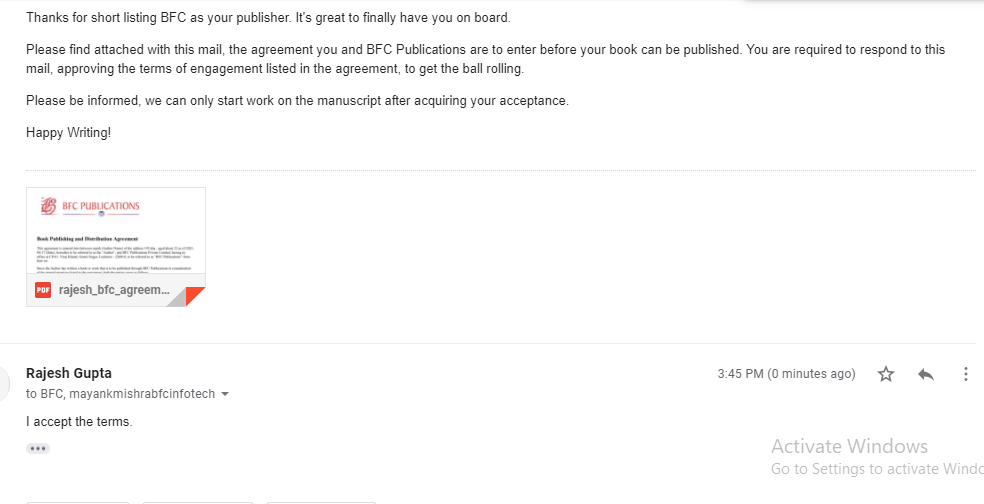 Thanks for short listing BFC as your publisher. It's great to finally have you on board.
Please find attached with this mail, the agreement you and BFC Publications are to enter before your book can be published. You are required to respond to this
mail, approving the terms of engagement listed in the agreement, to get the ball rolling.
Please be informed, we can only start work on the manuscript after acquiring your acceptance.
Happy Writing!
BFC PUBLICATIONS
Book Publishing and Distribution Agreement
PDF rajesh_bfc_agreem...
Rajesh Gupta
3:45 PM (0 minutes ago)
to BFC, mayankmishrabfcinfotech
I accept the terms.
Activate Windows
Go to Settings to activate Windo